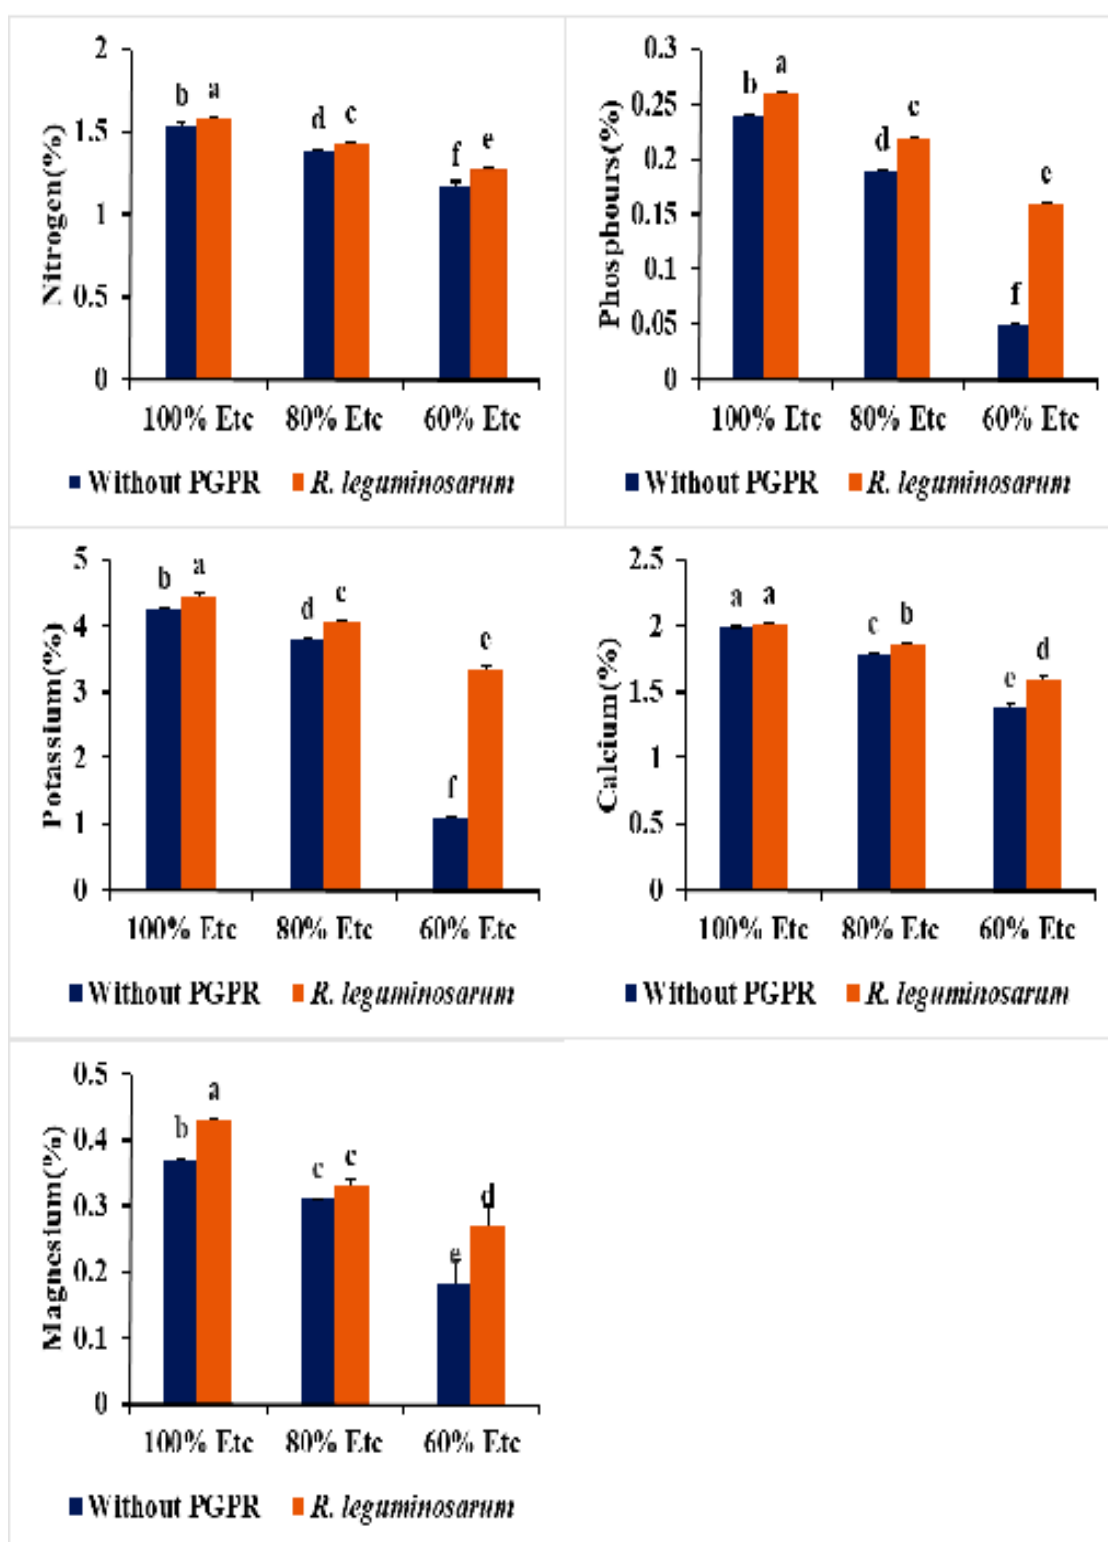 Nitrogen(%)
2
1.5
1
0.5
0
b a d c f e
100% Etc 80% Etc 60% Etc
Without PGPR R. leguminosarum
Phosphours(%)
0.3
0.25
0.2
0.15
0.1
0.05
0
b a d c f e
100% Etc 80% Etc 60% Etc
Without PGPR R. leguminosarum
Potassium(%)
5
4
3
2
1
0
b a d c f e
100% Etc 80% Etc 60% Etc
Without PGPR R. leguminosarum
Calcium(%)
2.5
2
1.5
1
0.5
0
a a c b e d
100% Etc 80% Etc 60% Etc
Without PGPR R. leguminosarum
Magnesium(%)
0.5
0.4
0.3
0.2
0.1
0
b a c c e d
100% Etc 80% Etc 60% Etc
Without PGPR R. leguminosarum